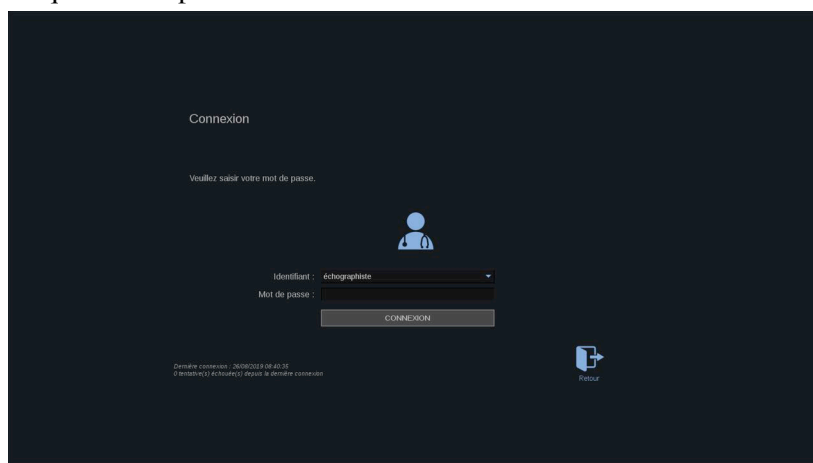 Connexion
Veuillez saisir votre mot de passe.
Identifiant : échographiste
Mot de passe :
CONNEXION
Dernière connexion : 26/08/2019 08:40:35
0 tentative(s) échouée(s) depuis la dernière connexion
Retour